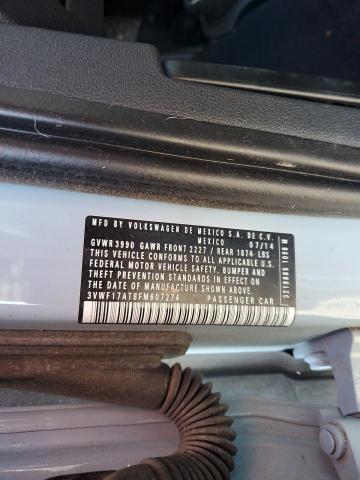 MFD BY VOLKSWAGEN DE MEXICO S.A. DE C.V.
MEXICO 07/14
GVWR 3990 GAWR FRONT 2227 / REAR 1874 LBS
THIS VEHICLE CONFORMS TO ALL APPLICABLE U.S.
FEDERAL MOTOR VEHICLE SAFETY, BUMPER AND
THEFT PREVENTION STANDARDS IN EFFECT ON THE
DATE OF MANUFACTURE SHOWN ABOVE.
3VWF17AT8FM607274 PASSENGER CAR